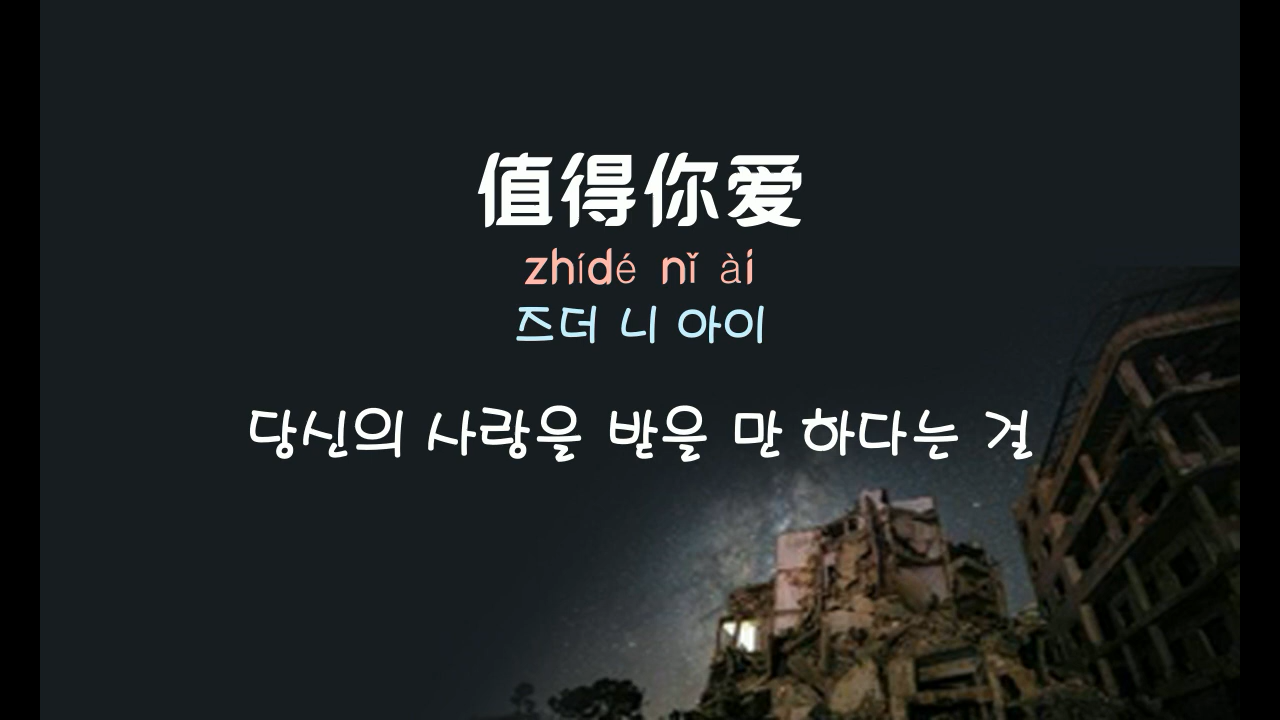 值得你爱
zhídé nǐ ài
즈더 니 아이
당신의 사랑을 받을 만 하다는 걸